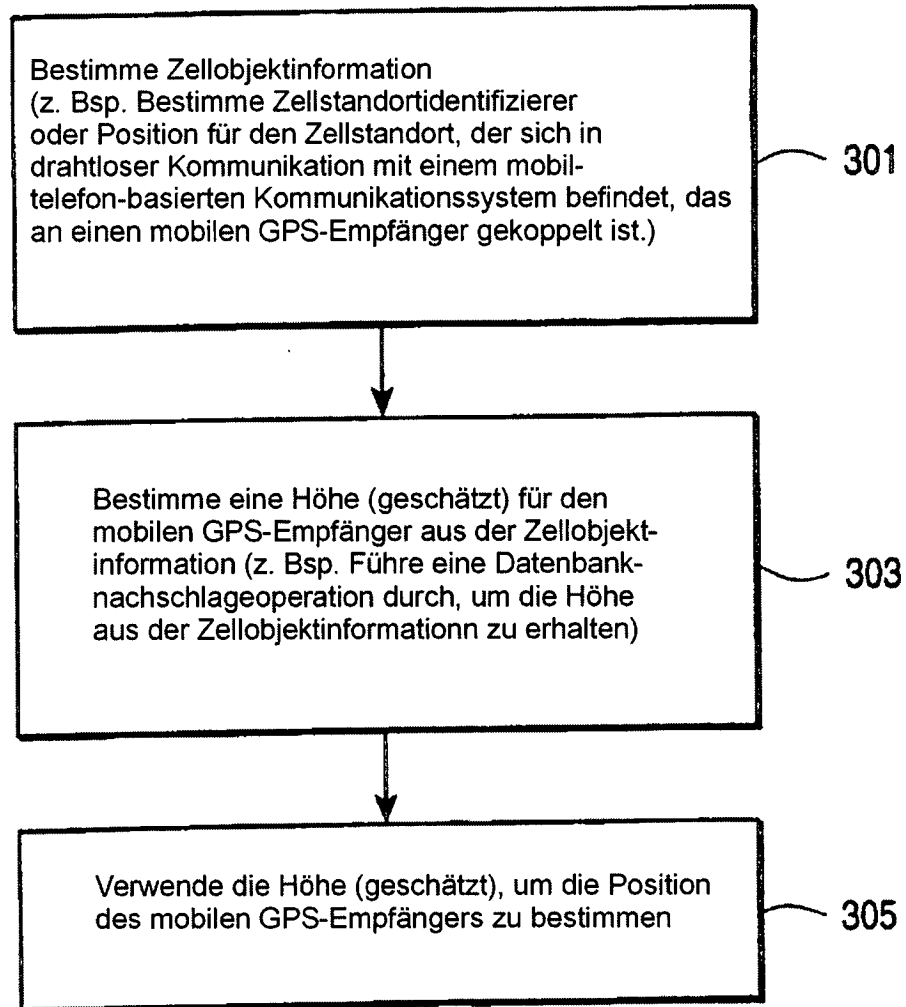 Bestimme Zellobjektinformation
(z. Bsp. Bestimme Zellstandortidentifizierer
oder Position für den Zellstandort, der sich in
drahtloser Kommunikation mit einem mobil-
telefon-basierten Kommunikationssystem befindet, das
an einen mobilen GPS-Empfänger gekoppelt ist.)
301
Bestimme eine Höhe (geschätzt) für den
mobilen GPS-Empfänger aus der Zellobjekt-
information (z. Bsp. Führe eine Datenbank-
nachschlageoperation durch, um die Höhe
aus der Zellobjektinformationn zu erhalten)
303
Verwende die Höhe (geschätzt), um die Position
des mobilen GPS-Empfängers zu bestimmen
305